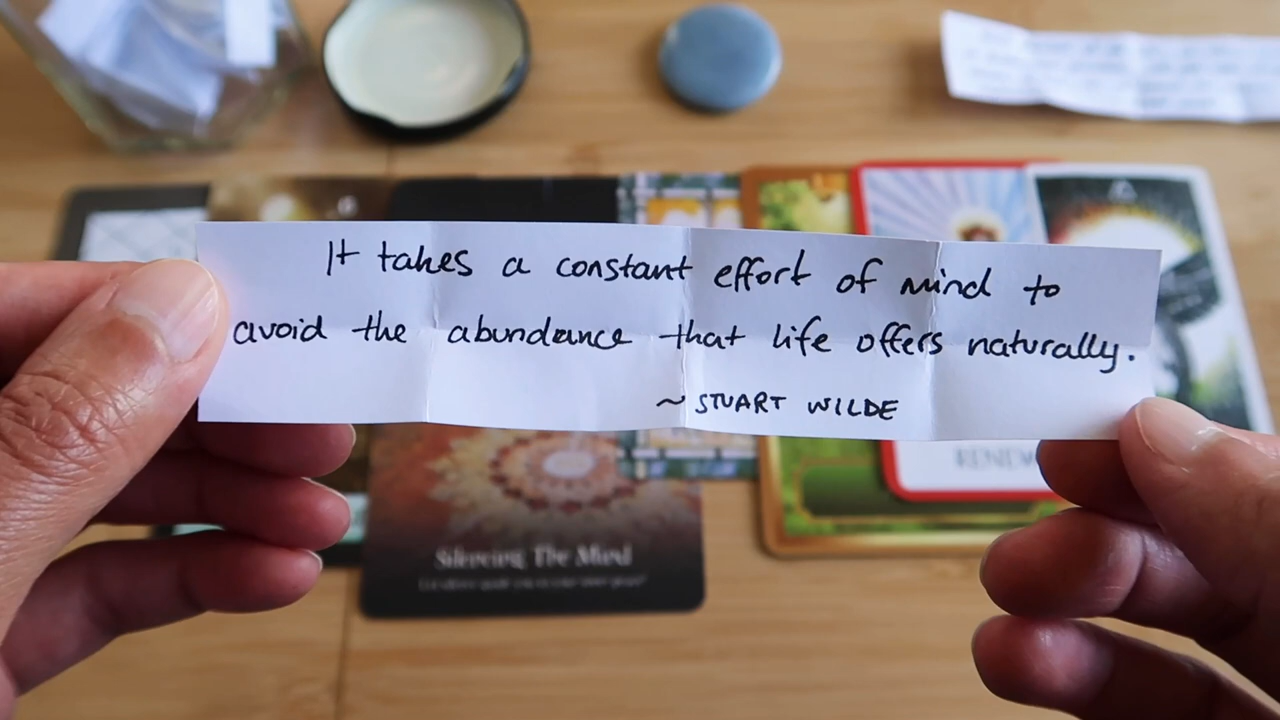 It takes a constant effort of mind to
avoid the abundance that life offers naturally.
~ STUART WILDE
RENEW
Silencing The Mind